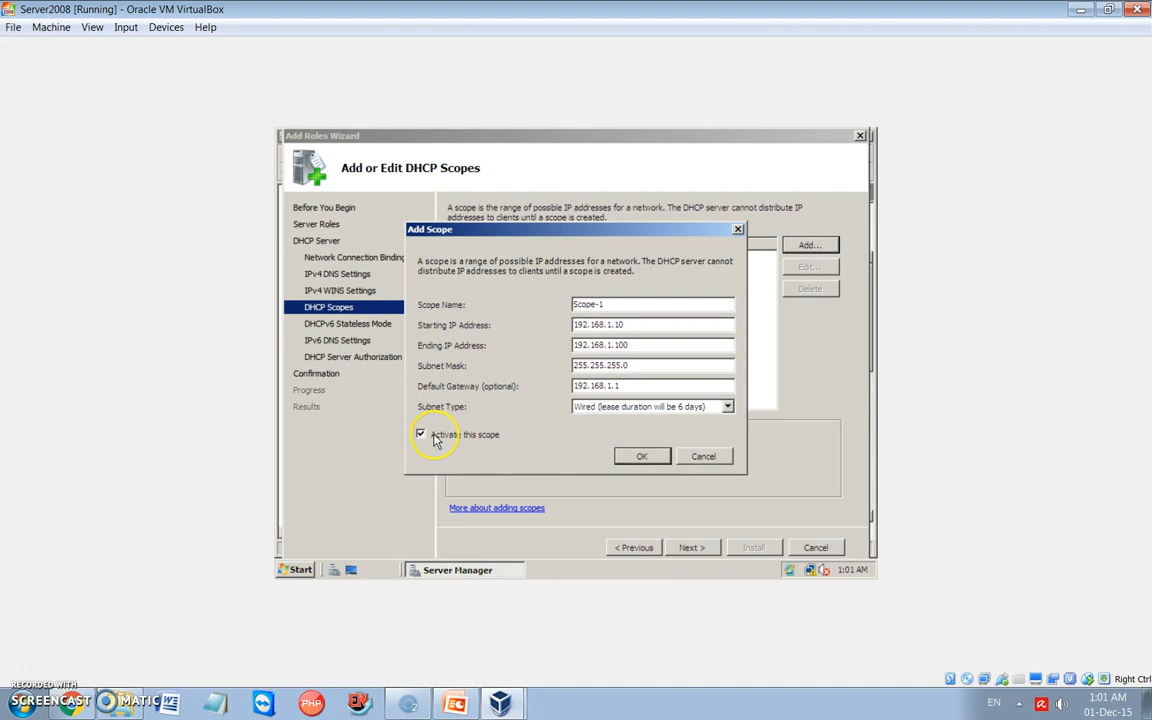 Server2008 [Running] - Oracle VM VirtualBox
File Machine View Input Devices Help
Add Roles Wizard
Add or Edit DHCP Scopes
Before You Begin
Server Roles
DHCP Server
Network Connection Binding
IPv4 DNS Settings
IPv4 WINS Settings
DHCP Scopes
DHCPv6 Stateless Mode
IPv6 DNS Settings
DHCP Server Authorization
Confirmation
Progress
Results
A scope is the range of possible IP addresses for a network. The DHCP server cannot distribute IP
addresses to clients until a scope is created.
Add...
Edit...
Delete
Add Scope
A scope is a range of possible IP addresses for a network. The DHCP server cannot
distribute IP addresses to clients until a scope is created.
Scope Name: Scope-1
Starting IP Address: 192.168.1.10
Ending IP Address: 192.168.1.100
Subnet Mask: 255.255.255.0
Default Gateway (optional): 192.168.1.1
Subnet Type: Wired (lease duration will be 6 days)
Activate this scope
OK Cancel
More about adding scopes
< Previous Next > Install Cancel
Start Server Manager 1:01 AM
Right Ctrl
RECORDED WITH
SCREENCAST MATIC
PHP
EN
1:01 AM
01-Dec-15